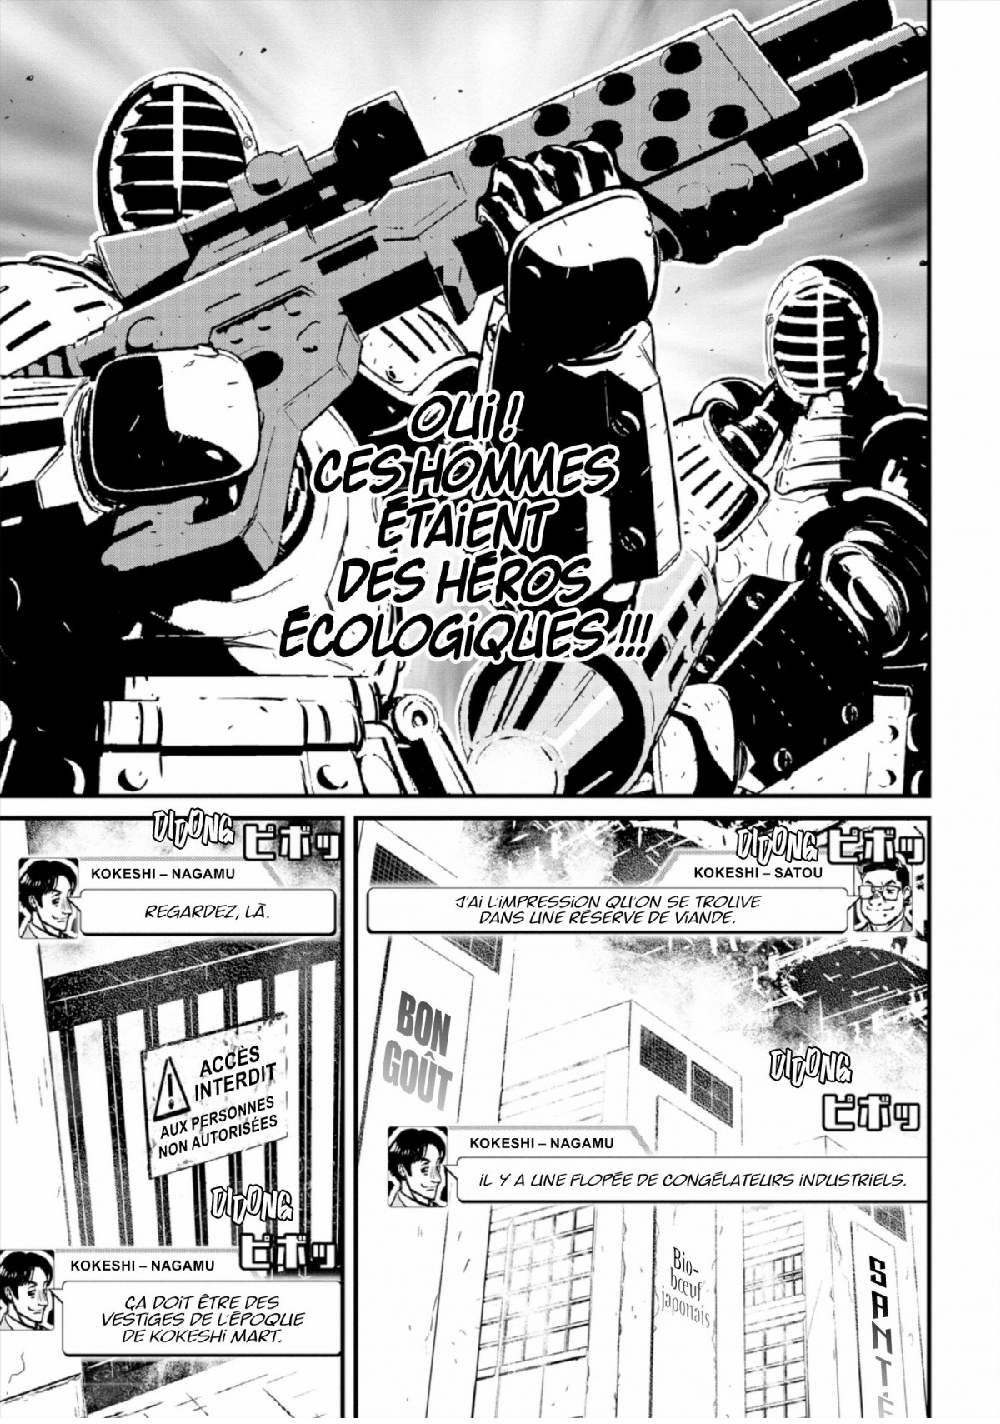 OUI !
CES HOMMES
ÉTAIENT
DES HÉROS
ÉCOLOGIQUES !!!
DIDONG
ピボッ
KOKESHI – SATOU
J'AI L'IMPRESSION QU'ON SE TROUVE
DANS UNE RÉSERVE DE VIANDE.
BON
GOÛT
DIDONG
ピボッ
KOKESHI – NAGAMU
IL Y A UNE FLOPÉE DE CONGÉLATEURS INDUSTRIELS.
Bio-
bœuf
Japonais
SANTÉ
DIDONG
ピボッ
KOKESHI – NAGAMU
REGARDEZ, LÀ.
ACCÈS
INTERDIT
AUX PERSONNES
NON AUTORISÉES
DIDONG
ピボッ
KOKESHI – NAGAMU
ÇA DOIT ÊTRE DES
VESTIGES DE L'ÉPOQUE
DE KOKESHI MART.